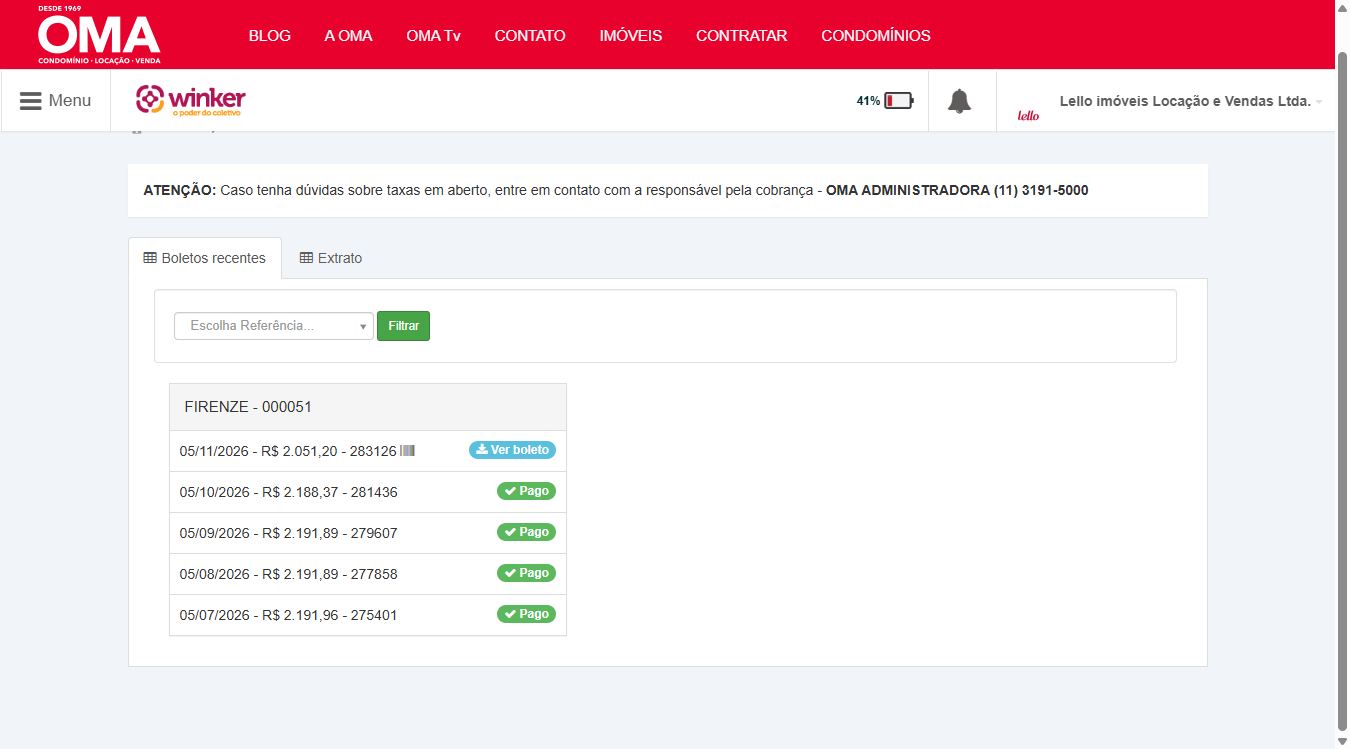 DESDE 1969
OMA
CONDOMÍNIO · LOCAÇÃO · VENDA
BLOG A OMA OMA Tv CONTATO IMÓVEIS CONTRATAR CONDOMÍNIOS
Menu
winker
o poder do coletivo
41%
lello
Lello imóveis Locação e Vendas Ltda.
ATENÇÃO: Caso tenha dúvidas sobre taxas em aberto, entre em contato com a responsável pela cobrança - OMA ADMINISTRADORA (11) 3191-5000
Boletos recentes Extrato
Escolha Referência... Filtrar
FIRENZE - 000051
05/11/2026 - R$ 2.051,20 - 283126 Ver boleto
05/10/2026 - R$ 2.188,37 - 281436 Pago
05/09/2026 - R$ 2.191,89 - 279607 Pago
05/08/2026 - R$ 2.191,89 - 277858 Pago
05/07/2026 - R$ 2.191,96 - 275401 Pago